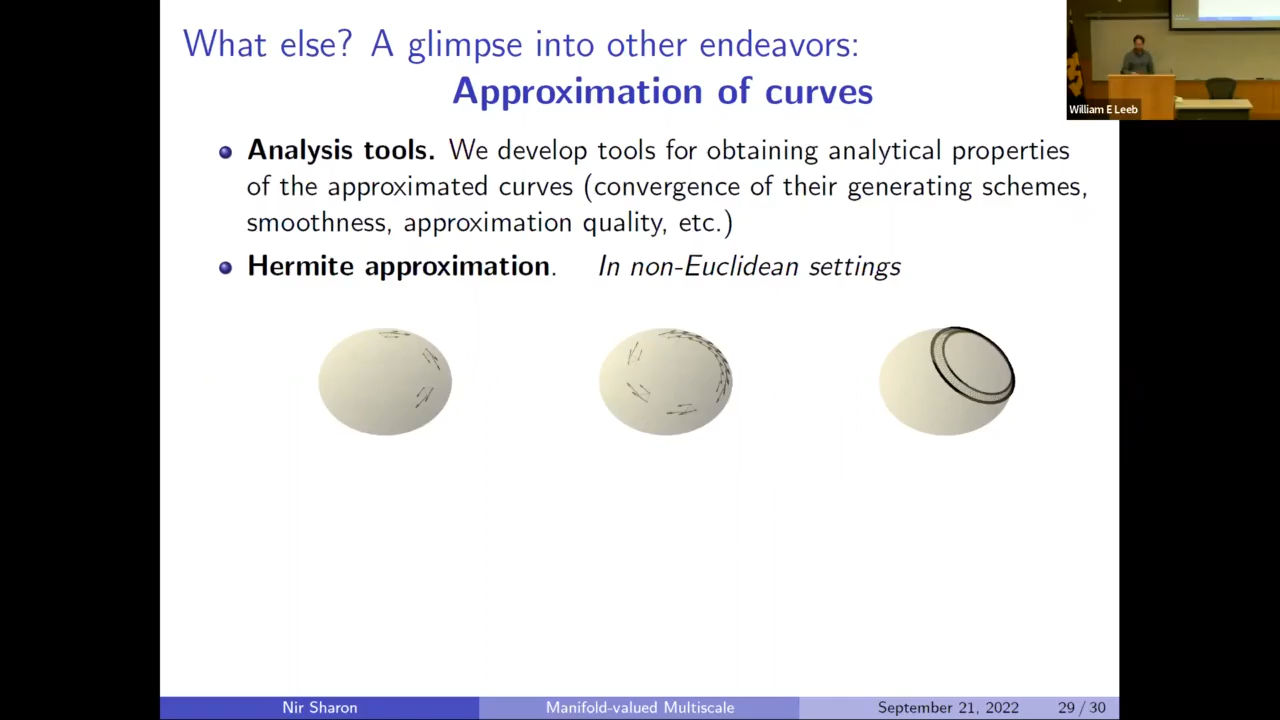 What else? A glimpse into other endeavors:
Approximation of curves
William E Leeb
Analysis tools. We develop tools for obtaining analytical properties
of the approximated curves (convergence of their generating schemes,
smoothness, approximation quality, etc.)
Hermite approximation. In non-Euclidean settings
Nir Sharon Manifold-valued Multiscale September 21, 2022 29 / 30